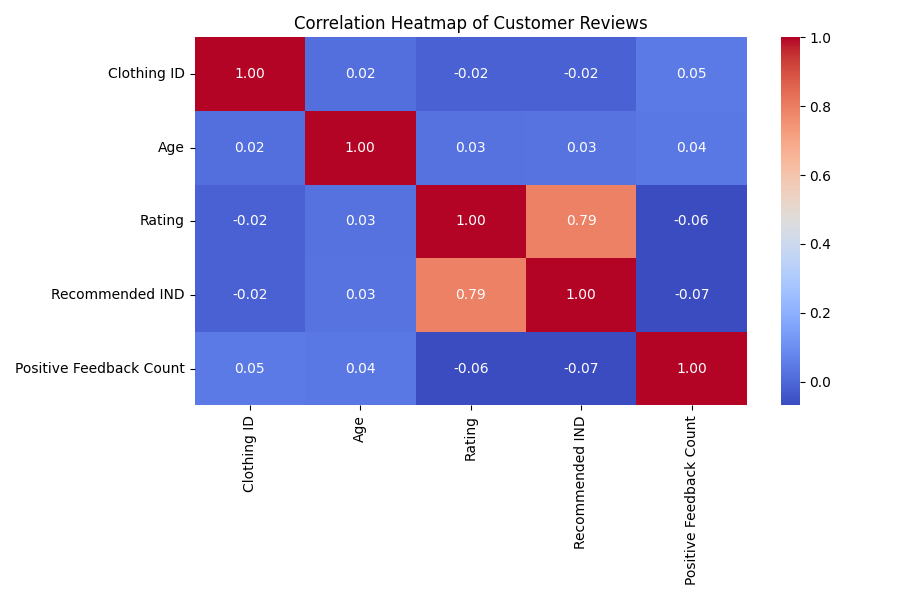 Correlation Heatmap of Customer Reviews
Clothing ID 1.00 0.02 -0.02 -0.02 0.05
Age 0.02 1.00 0.03 0.03 0.04
Rating -0.02 0.03 1.00 0.79 -0.06
Recommended IND -0.02 0.03 0.79 1.00 -0.07
Positive Feedback Count 0.05 0.04 -0.06 -0.07 1.00
Clothing ID
Age
Rating
Recommended IND
Positive Feedback Count
1.0
0.8
0.6
0.4
0.2
0.0